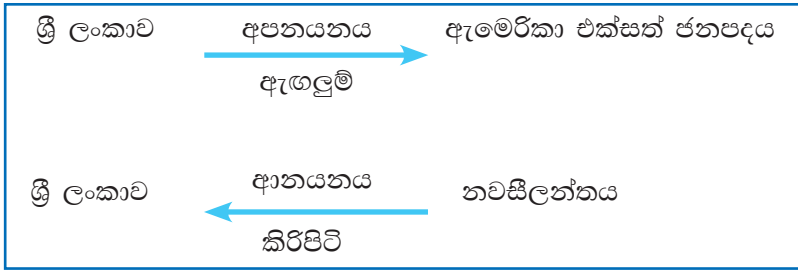 ශ්‍රී ලංකාව අපනයනය ඇමෙරිකා එක්සත් ජනපදය
ඇඟලුම්
ශ්‍රී ලංකාව ආනයනය නවසීලන්තය
කිරිපිටි